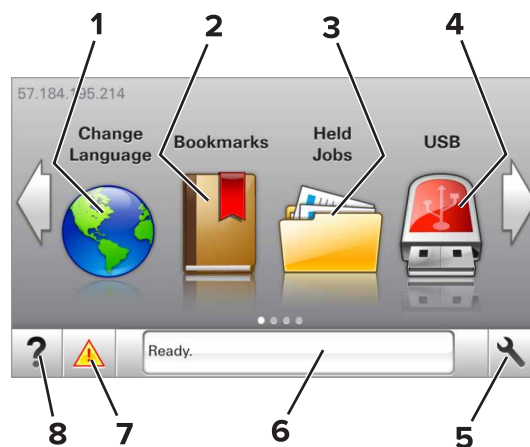 1 2 3 4
57.184.195.214
Change Language
Bookmarks
Held Jobs
USB
?
Ready.
8 7 6 5